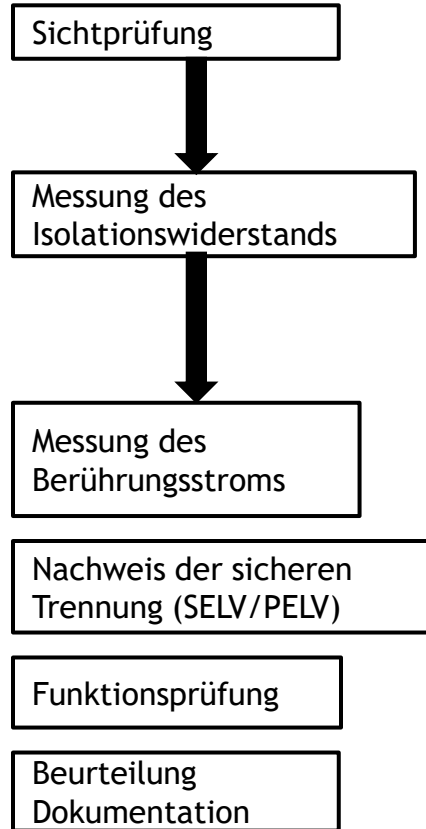 Sichtprüfung
Messung des
Isolationswiderstands
Messung des
Berührungsstroms
Nachweis der sicheren
Trennung (SELV/PELV)
Funktionsprüfung
Beurteilung
Dokumentation